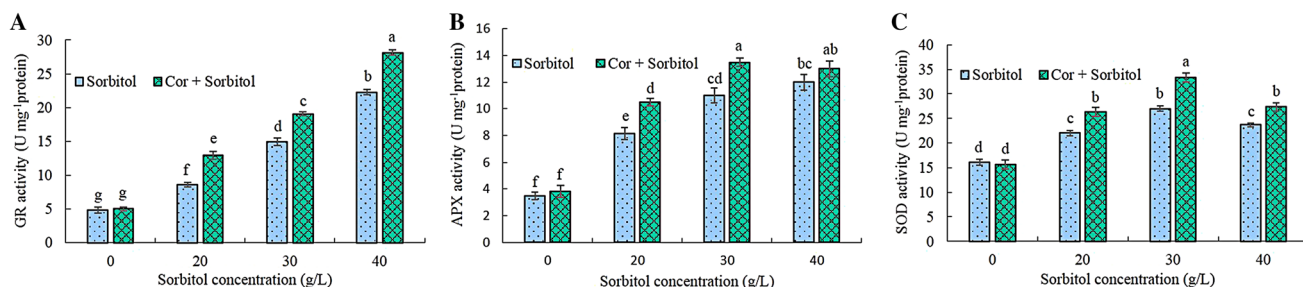 A
GR activity (U mg-1protein)
30
25
20
15
10
5
0
Sorbitol
Cor + Sorbitol
g
g
f
e
d
c
b
a
0
20
30
40
Sorbitol concentration (g/L)
B
APX activity (U mg-1protein)
16
14
12
10
8
6
4
2
0
Sorbitol
Cor + Sorbitol
f
f
e
d
cd
a
bc
ab
0
20
30
40
Sorbitol concentration (g/L)
C
SOD activity (U mg-1protein)
40
35
30
25
20
15
10
5
0
Sorbitol
Cor + Sorbitol
d
d
c
b
b
a
c
b
0
20
30
40
Sorbitol concentration (g/L)